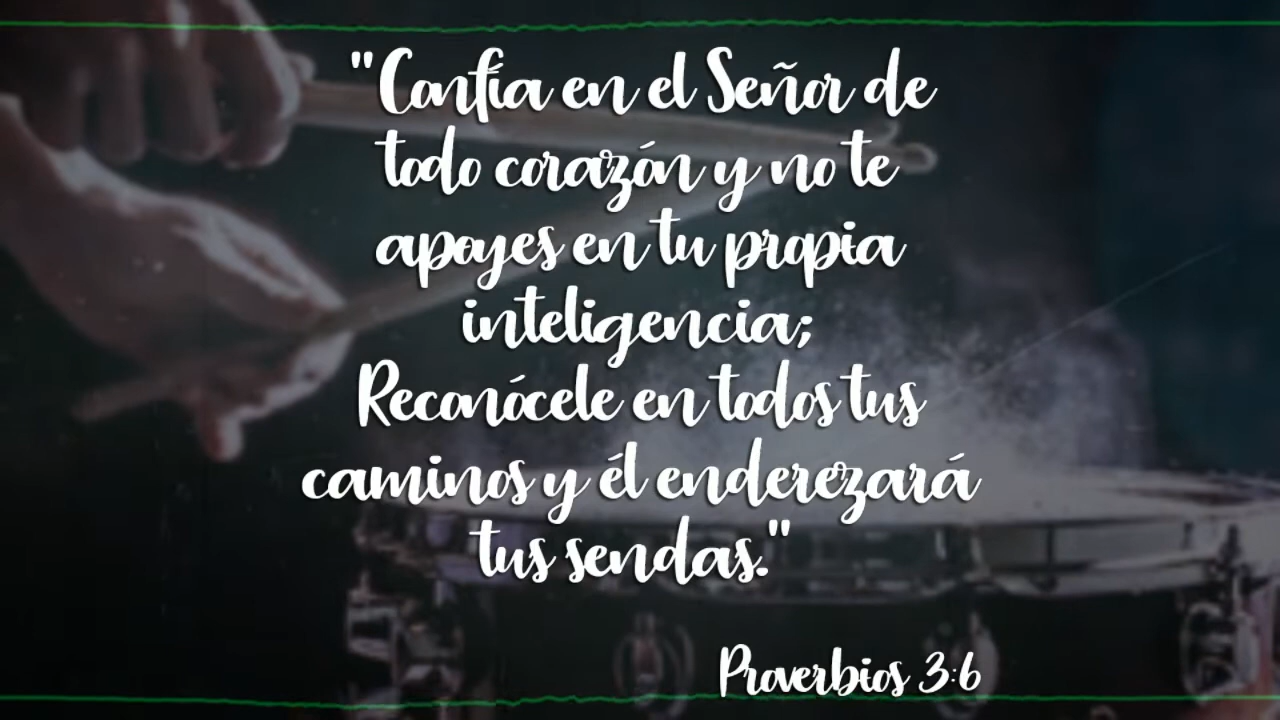 "Confía en el Señor de
todo corazón y no te
apoyes en tu propia
inteligencia;
Reconócele en todos tus
caminos y él enderezará
tus sendas."
Proverbios 3:6